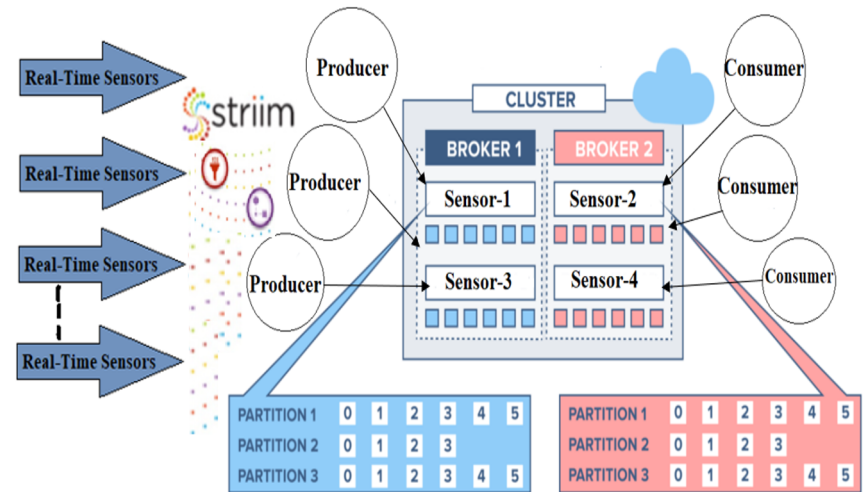 Real-Time Sensors
Real-Time Sensors
Real-Time Sensors
Real-Time Sensors
striim
Producer
Producer
Producer
CLUSTER
BROKER 1
BROKER 2
Sensor-1
Sensor-2
Sensor-3
Sensor-4
Consumer
Consumer
Consumer
PARTITION 1 0 1 2 3 4 5
PARTITION 2 0 1 2 3
PARTITION 3 0 1 2 3 4 5
PARTITION 1 0 1 2 3 4 5
PARTITION 2 0 1 2 3
PARTITION 3 0 1 2 3 4 5